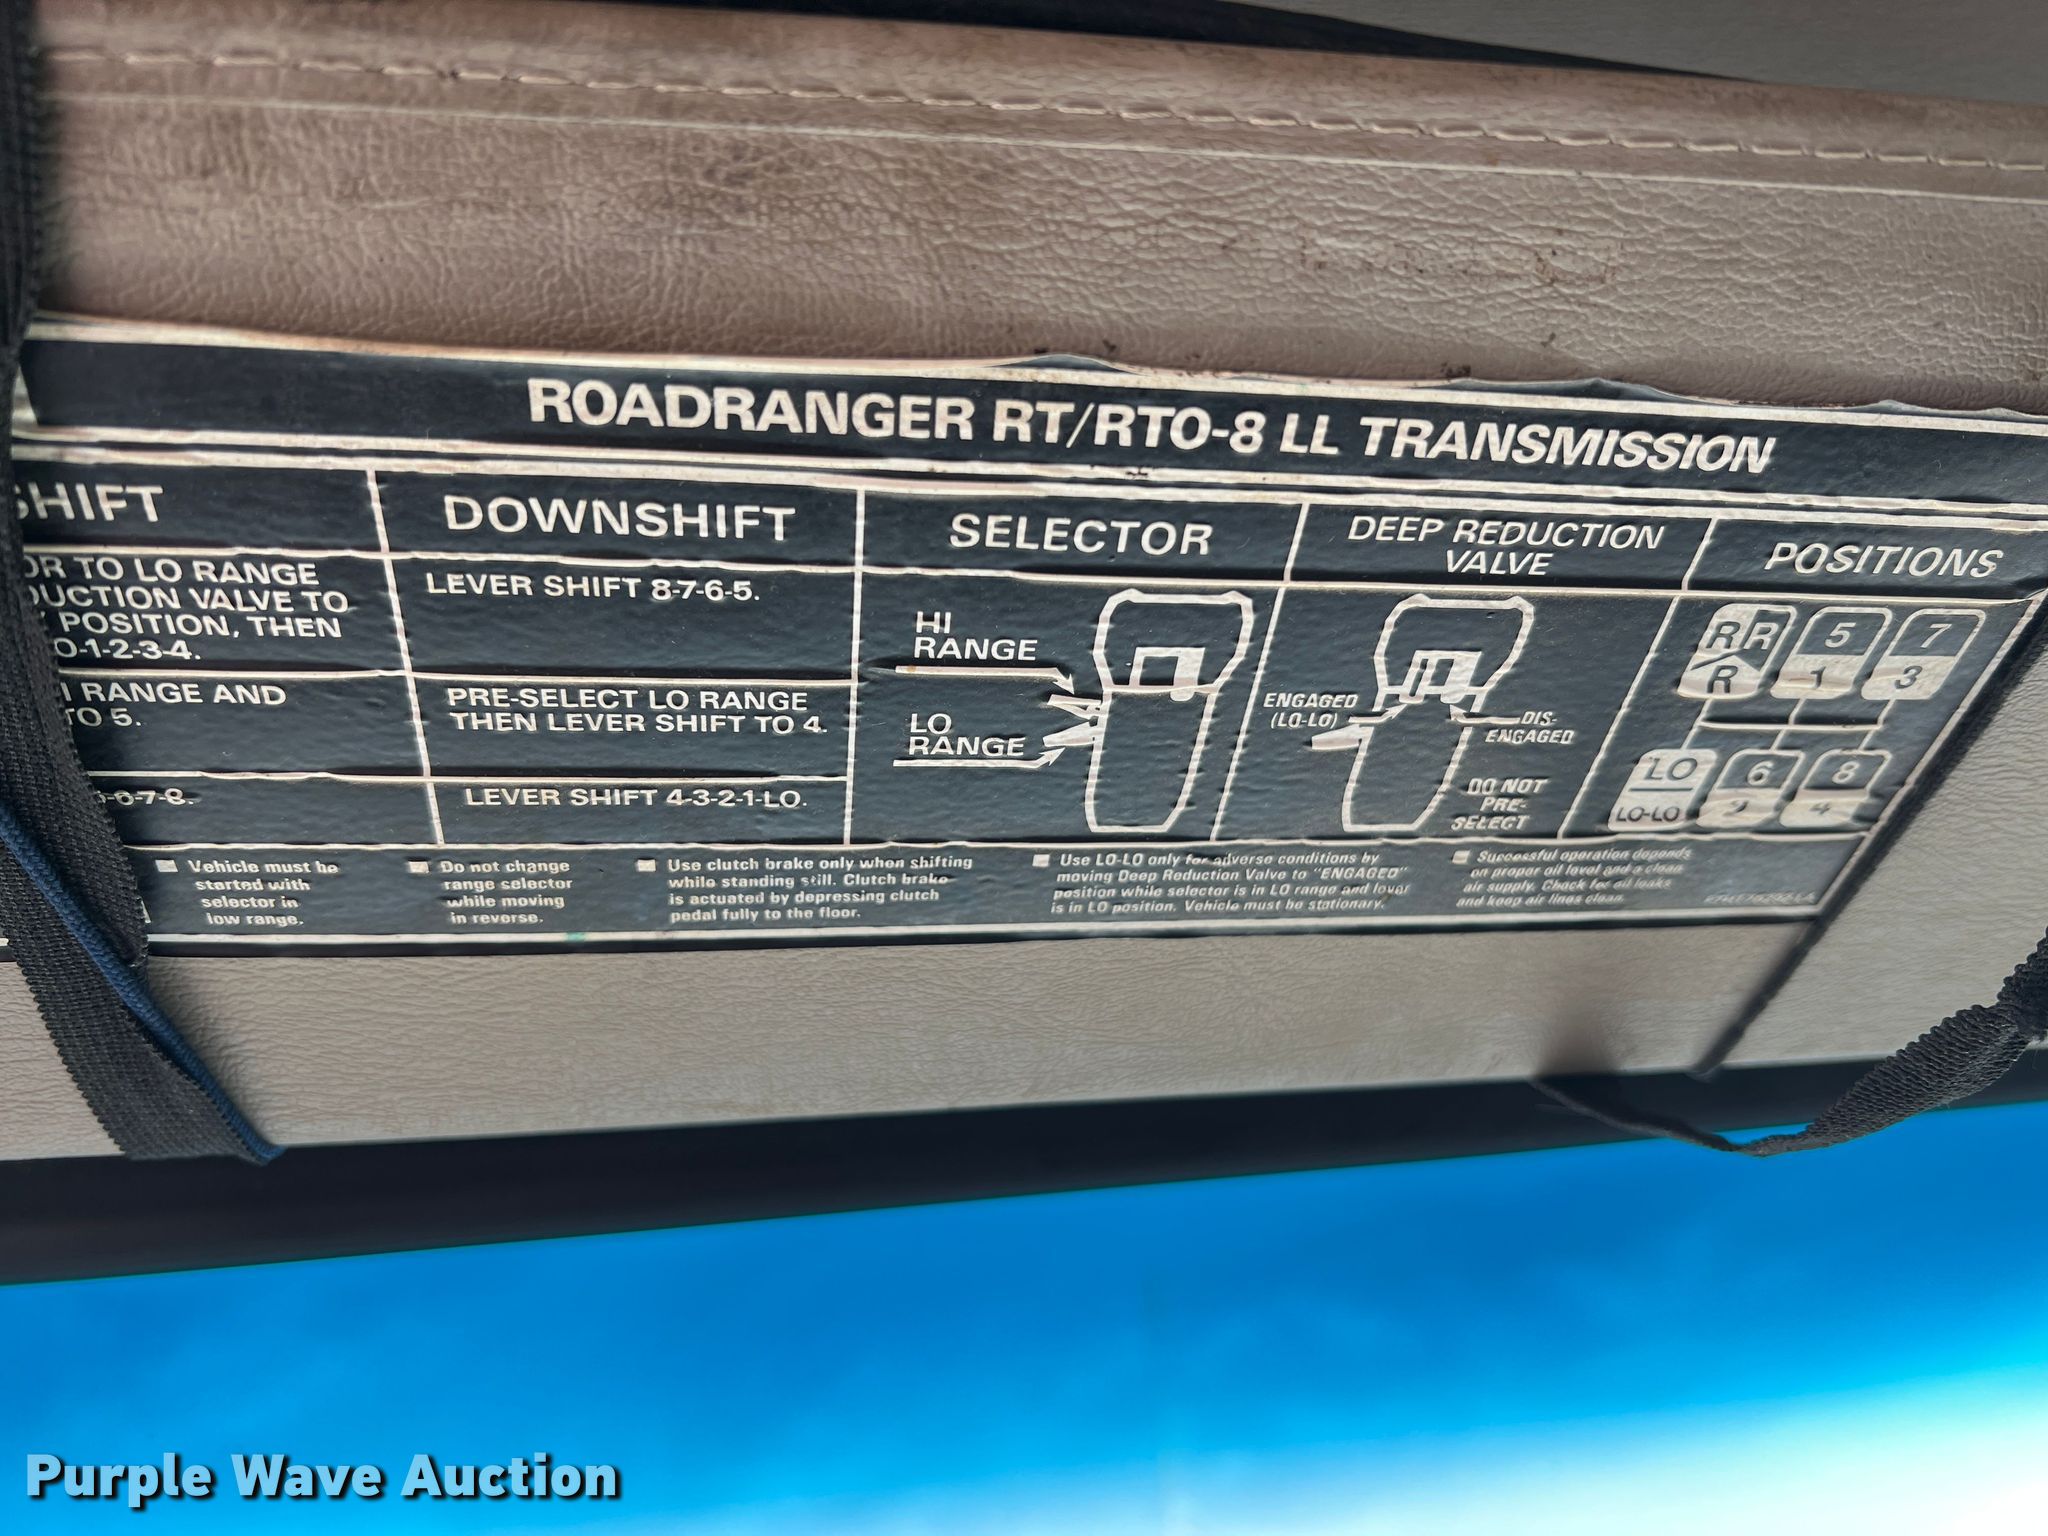 ROADRANGER RT/RTO-8 LL TRANSMISSION
SHIFT
OR TO LO RANGE
UCTION VALVE TO
POSITION, THEN
O-1-2-3-4.
I RANGE AND
TO 5.
-6-7-8.
DOWNSHIFT
LEVER SHIFT 8-7-6-5.
PRE-SELECT LO RANGE
THEN LEVER SHIFT TO 4.
LEVER SHIFT 4-3-2-1-LO.
SELECTOR
HI
RANGE
LO
RANGE
DEEP REDUCTION
VALVE
ENGAGED
(LO-LO)
DIS-
ENGAGED
DO NOT
PRE-
SELECT
POSITIONS
R R 5 7
R 1 3
LO 6 8
LO-LO 2 4
Vehicle must be
started with
selector in
low range.
Do not change
range selector
while moving
in reverse.
Use clutch brake only when shifting
while standing still. Clutch brake
is actuated by depressing clutch
pedal fully to the floor.
Use LO-LO only for adverse conditions by
moving Deep Reduction Valve to "ENGAGED"
position while selector is in LO range and lever
is in LO position. Vehicle must be stationary.
Successful operation depends
on proper oil level and a clean
air supply. Check for oil leaks
and keep air lines clean.
Purple Wave Auction